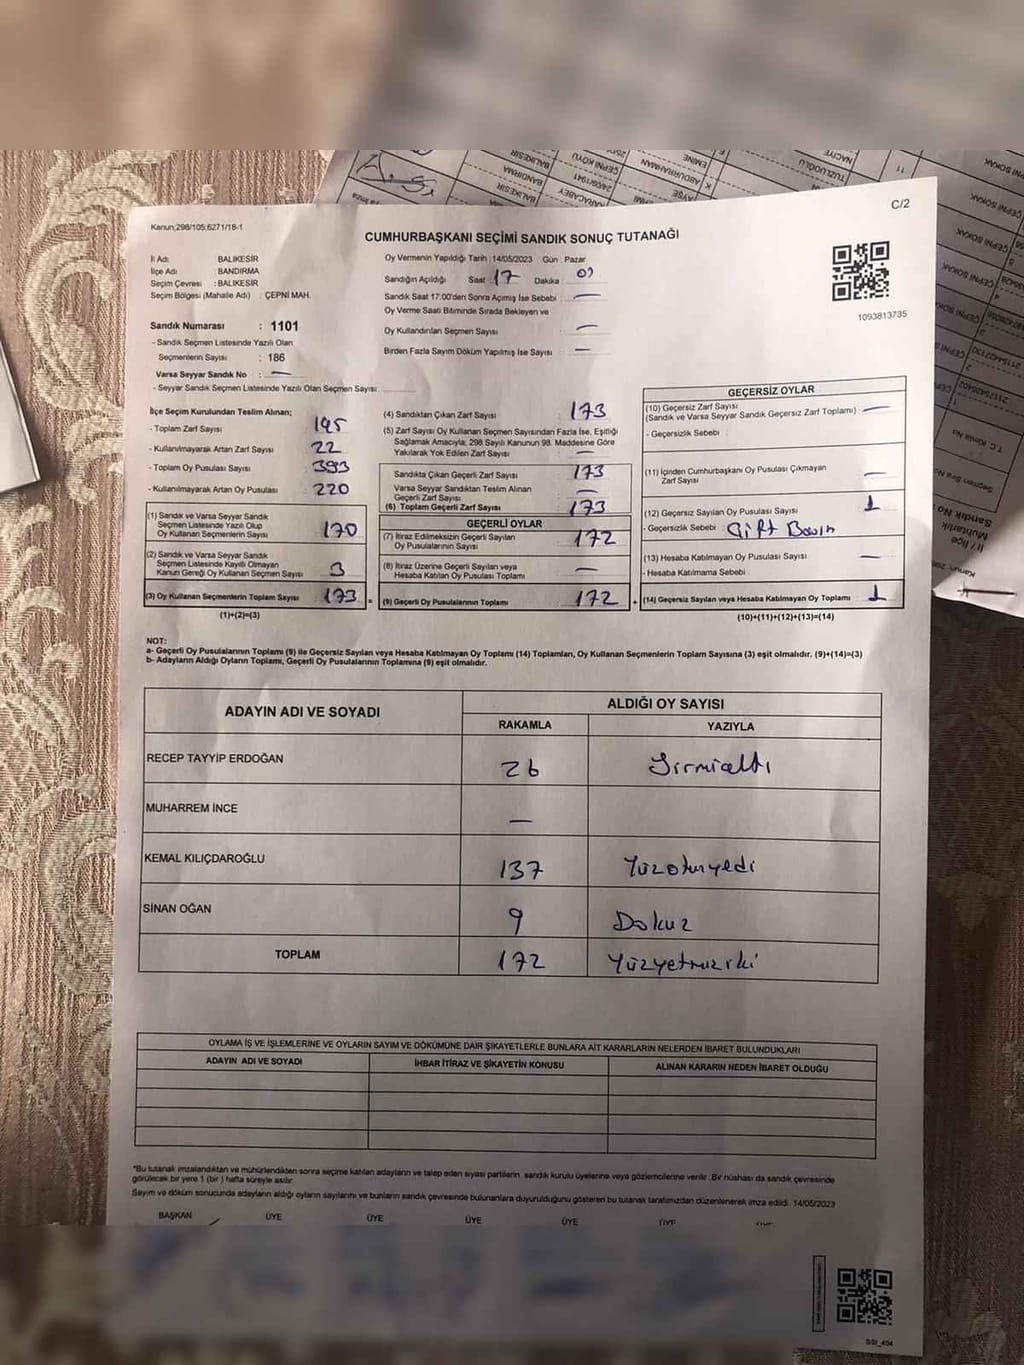 C/2
Kanun;298/105;6271/18-1
CUMHURBAŞKANI SEÇİMİ SANDIK SONUÇ TUTANAĞI
1093813735
İl Adı : BALIKESİR
İlçe Adı : BANDIRMA
Seçim Çevresi : BALIKESİR
Seçim Bölgesi (Mahalle Adı) : ÇEPNİ MAH.
Sandık Numarası : 1101
- Sandık Seçmen Listesinde Yazılı Olan
Seçmenlerin Sayısı : 186
Varsa Seyyar Sandık No : —
- Seyyar Sandık Seçmen Listesinde Yazılı Olan Seçmen Sayısı
Oy Vermenin Yapıldığı Tarih :14/05/2023 Gün : Pazar
Sandığın Açıldığı Saat : 17 Dakika :
Sandık Saat 17:00'den Sonra Açımış İse Sebebi : —
Oy Verme Saati Bitiminde Sırada Bekleyen ve
Oy Kullandırılan Seçmen Sayısı : —
Birden Fazla Sayım Döküm Yapılmış İse Sayısı : —
İlçe Seçim Kurulundan Teslim Alınan;
- Toplam Zarf Sayısı : 195
- Kullanılmayarak Artan Zarf Sayısı : 22
- Toplam Oy Pusulası Sayısı : 393
- Kullanılmayarak Artan Oy Pusulası : 220
(1) Sandık ve Varsa Seyyar Sandık
Seçmen Listesinde Yazılı Olup
Oy Kullanan Seçmenlerin Sayısı : 170
(2) Sandık ve Varsa Seyyar Sandık
Seçmen Listesinde Kayıtlı Olmayan
Kanun Gereği Oy Kullanan Seçmen Sayısı : 3
(3) Oy Kullanan Seçmenlerin Toplam Sayısı : 173
(1)+(2)=(3)
(4) Sandıktan Çıkan Zarf Sayısı : 173
(5) Zarf Sayısı Oy Kullanan Seçmen Sayısından Fazla İse, Eşitliği
Sağlamak Amacıyla; 298 Sayılı Kanunun 98. Maddesine Göre
Yakılarak Yok Edilen Zarf Sayısı : —
Sandıkta Çıkan Geçerli Zarf Sayısı : 173
Varsa Seyyar Sandıktan Teslim Alınan
Geçerli Zarf Sayısı : —
(6) Toplam Geçerli Zarf Sayısı : 173
GEÇERLİ OYLAR
(7) İtiraz Edilmeksizin Geçerli Sayılan
Oy Pusulalarının Sayısı : 172
(8) İtiraz Üzerine Geçerli Sayılan veya
Hesaba Katılan Oy Pusulası Toplamı : —
(9) Geçerli Oy Pusulalarının Toplamı : 172
GEÇERSİZ OYLAR
(10) Geçersiz Zarf Sayısı
(Sandık ve Varsa Seyyar Sandık Geçersiz Zarf Toplamı) : —
- Geçersizlik Sebebi :
(11) İçinden Cumhurbaşkanı Oy Pusulası Çıkmayan
Zarf Sayısı : —
(12) Geçersiz Sayılan Oy Pusulası Sayısı : 1
- Geçersizlik Sebebi :
(13) Hesaba Katılmayan Oy Pusulası Sayısı : —
- Hesaba Katılmama Sebebi :
(14) Geçersiz Sayılan veya Hesaba Katılmayan Oy Toplamı : 1
(10)+(11)+(12)+(13)=(14)
NOT:
a- Geçerli Oy Pusulalarının Toplamı (9) ile Geçersiz Sayılan veya Hesaba Katılmayan Oy Toplamı (14) Toplamları, Oy Kullanan Seçmenlerin Toplam Sayısına (3) eşit olmalıdır. (9)+(14)=(3)
b- Adayların Aldığı Oyların Toplamı, Geçerli Oy Pusulalarının Toplamına (9) eşit olmalıdır.
ADAYIN ADI VE SOYADI ALDIĞI OY SAYISI
RAKAMLA YAZIYLA
RECEP TAYYİP ERDOĞAN 26 Yirmialtı
MUHARREM İNCE —
KEMAL KILIÇDAROĞLU 137 Yüzotuzyedi
SİNAN OĞAN 9 Dokuz
TOPLAM 172 Yüzyetmişiki
OYLAMA İŞ VE İŞLEMLERİNE VE OYLARIN SAYIM VE DÖKÜMÜNE DAİR ŞİKAYETLERLE BUNLARA AİT KARARLARIN NELERDEN İBARET BULUNDUKLARI
ADAYIN ADI VE SOYADI İHBAR İTİRAZ VE ŞİKAYETİN KONUSU ALINAN KARARIN NEDEN İBARET OLDUĞU
*Bu tutanak imzalandıktan ve mühürlendikten sonra seçime katılan adayların ve talep eden siyasi partilerin sandık kurulu üyelerine veya gözlemcilerine verilir. Bir nüshası da sandık çevresinde
görülecek bir yere 1 (bir ) hafta süreyle asılır.
Sayım ve döküm sonucunda adayların aldığı oyların sayılarını ve bunların sandık çevresinde bulunanlara duyurulduğunu gösteren bu tutanak tarafımızdan düzenlenerek imza edildi. 14/05/2023
BAŞKAN ÜYE ÜYE ÜYE ÜYE ÜYE ÜYE